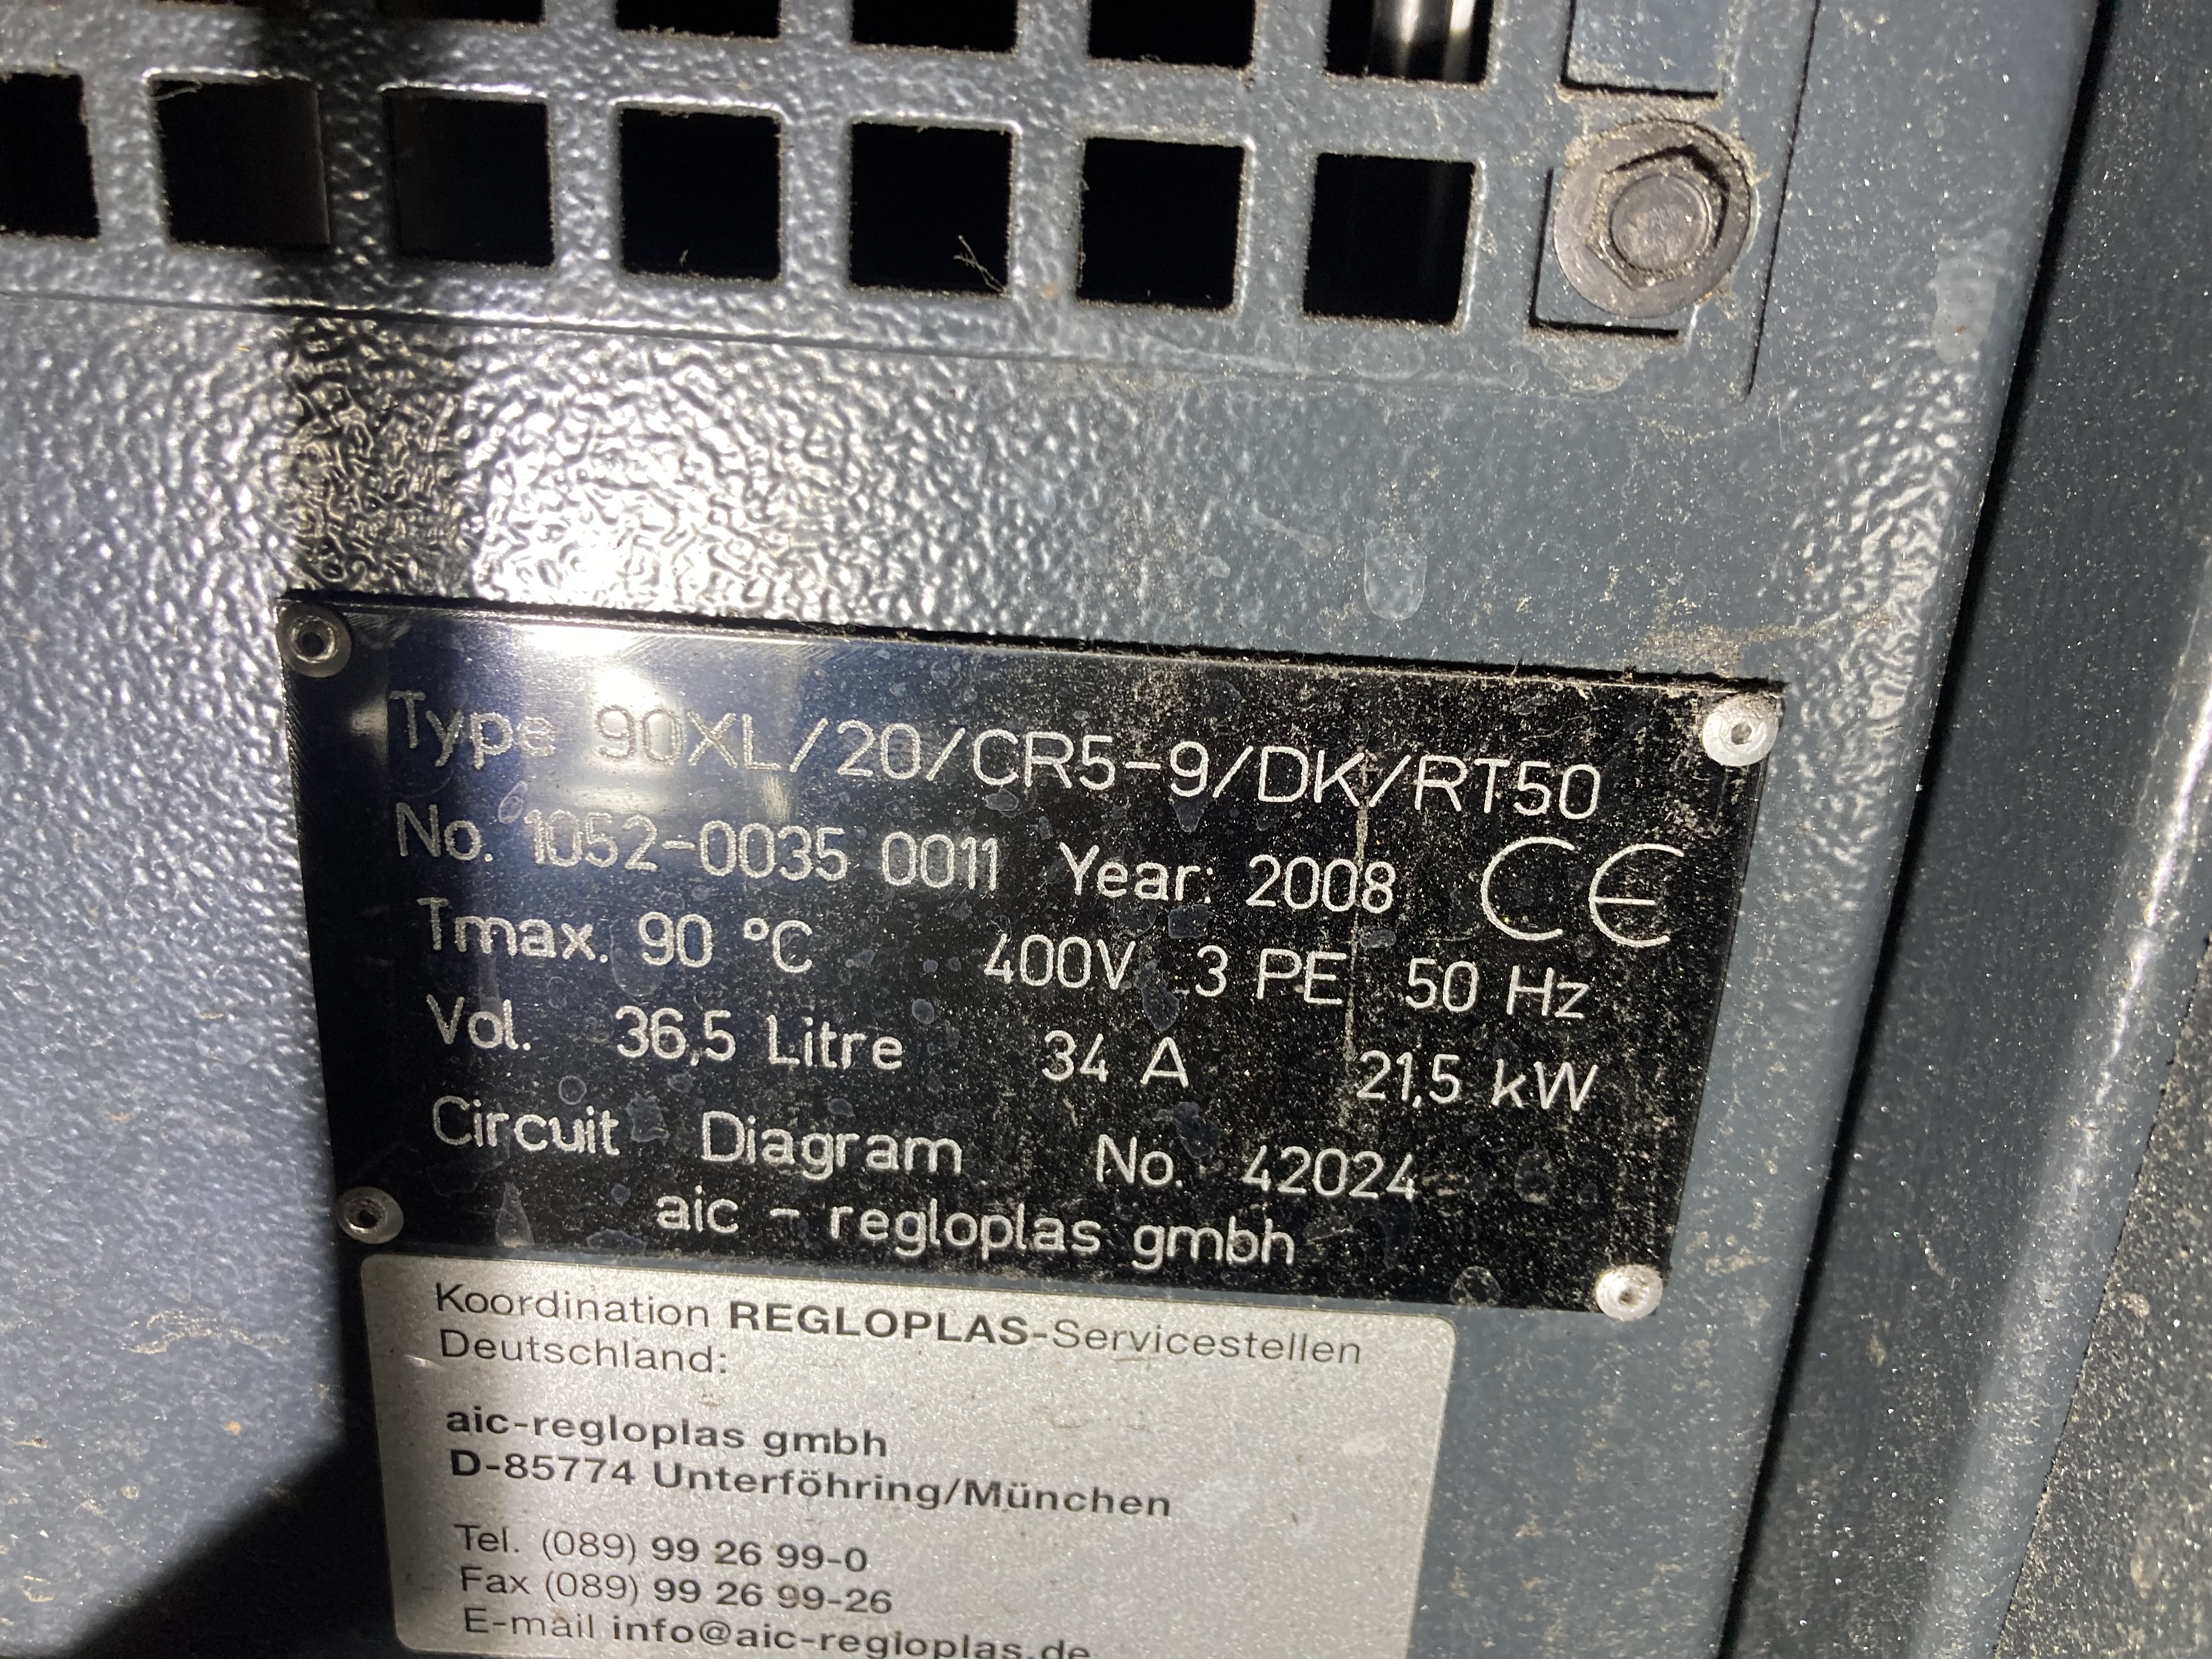 Type 90XL/20/CR5-9/DK/RT50
No. 1052-0035 0011 Year: 2008 CE
Tmax. 90 °C 400V 3 PE 50 Hz
Vol. 36,5 Litre 34 A 21,5 kW
Circuit Diagram No. 42024
aic - regloplas gmbh
Koordination REGLOPLAS-Servicestellen
Deutschland:
aic-regloplas gmbh
D-85774 Unterföhring/München
Tel. (089) 99 26 99-0
Fax (089) 99 26 99-26
E-mail info@aic-regloplas.de